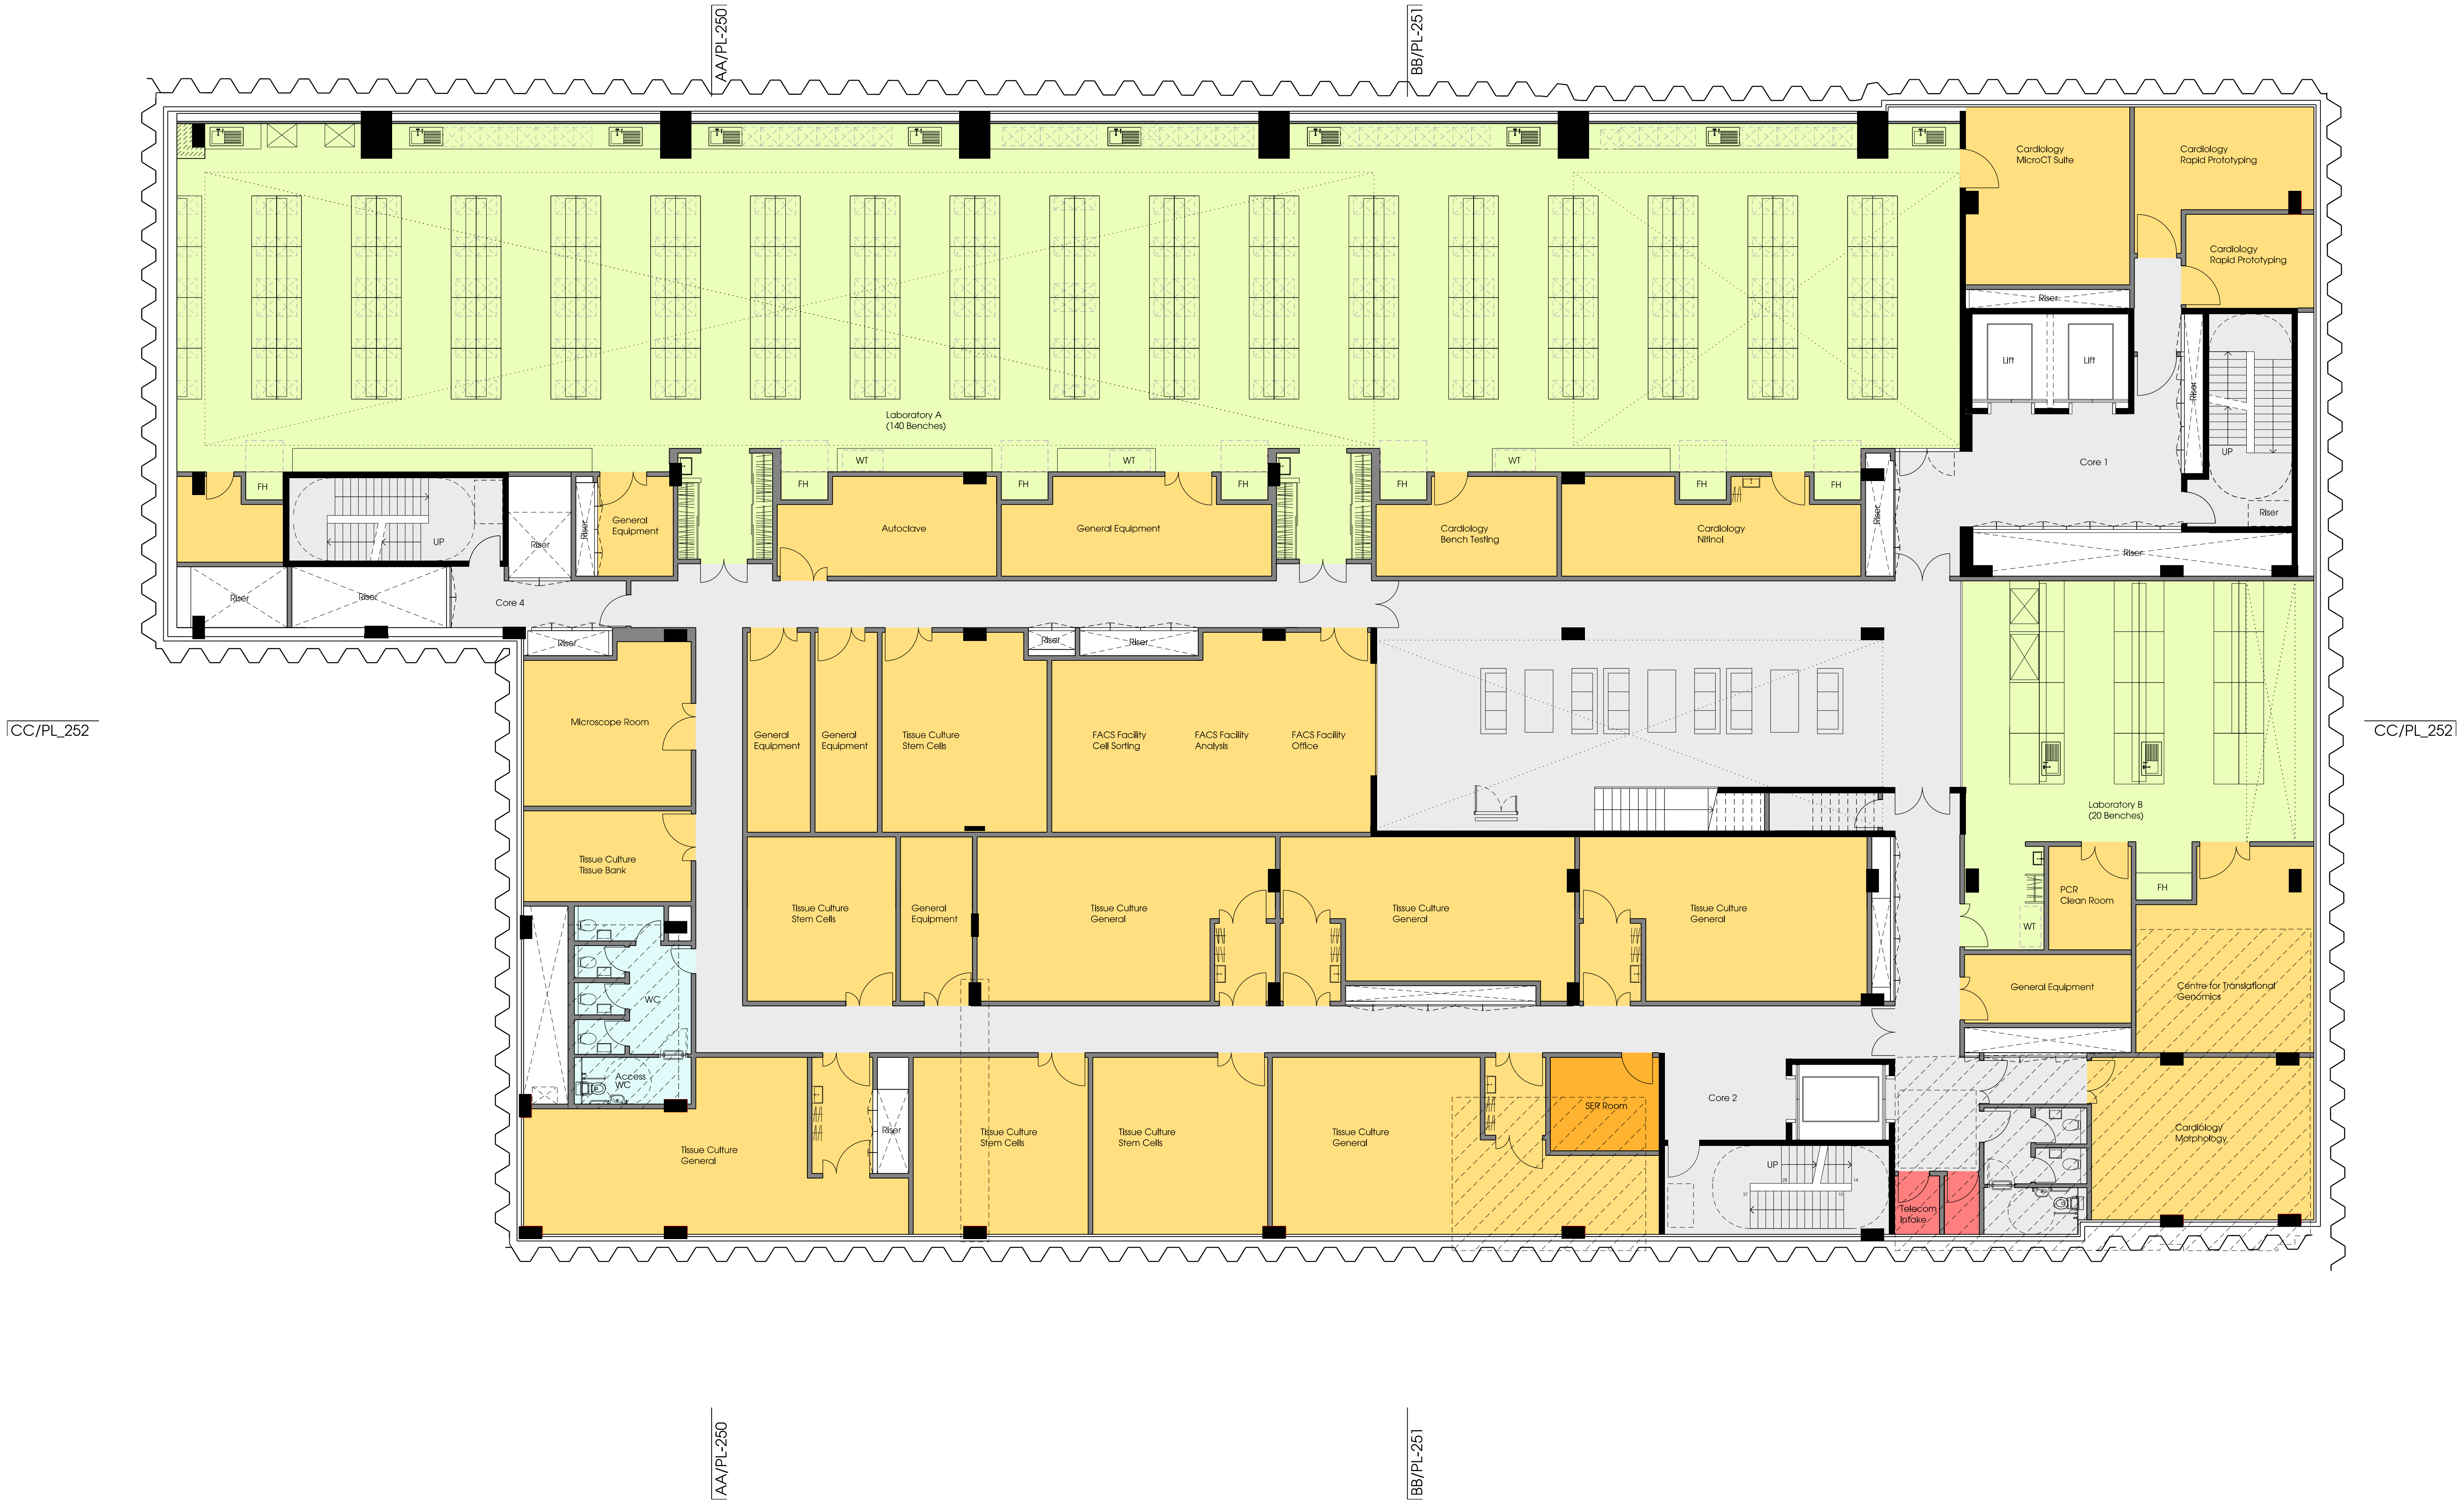 AA/PL-250
BB/PL-251
Cardiology
MicroCT Suite
Cardiology
Rapid Prototyping
Cardiology
Rapid Prototyping
Riser
Lift
Lift
Riser
Laboratory A
(140 Benches)
WT
WT
WT
Core 1
UP
FH
FH
FH
FH
FH
FH
FH
Riser
General
Equipment
Riser
Autoclave
General Equipment
Cardiology
Bench Testing
Cardiology
Nitinol
Riser
Riser
UP
Riser
Riser
Riser
Riser
Core 4
Riser
Riser
Riser
Microscope Room
CC/PL_252
CC/PL_252
General
Equipment
General
Equipment
Tissue Culture
Stem Cells
FACS Facility
Cell Sorting
FACS Facility
Analysis
FACS Facility
Office
Laboratory B
(20 Benches)
Tissue Culture
Tissue Bank
PCR
Clean Room
FH
Tissue Culture
Stem Cells
General
Equipment
Tissue Culture
General
Tissue Culture
General
Tissue Culture
General
WT
WC
General Equipment
Centre for Translational
Genomics
Access
WC
SER Room
Core 2
Riser
Tissue Culture
Stem Cells
Tissue Culture
Stem Cells
Tissue Culture
General
Cardiology
Morphology
Tissue Culture
General
UP
28
14
27
15
Telecom
Intake
AA/PL-250
BB/PL-251